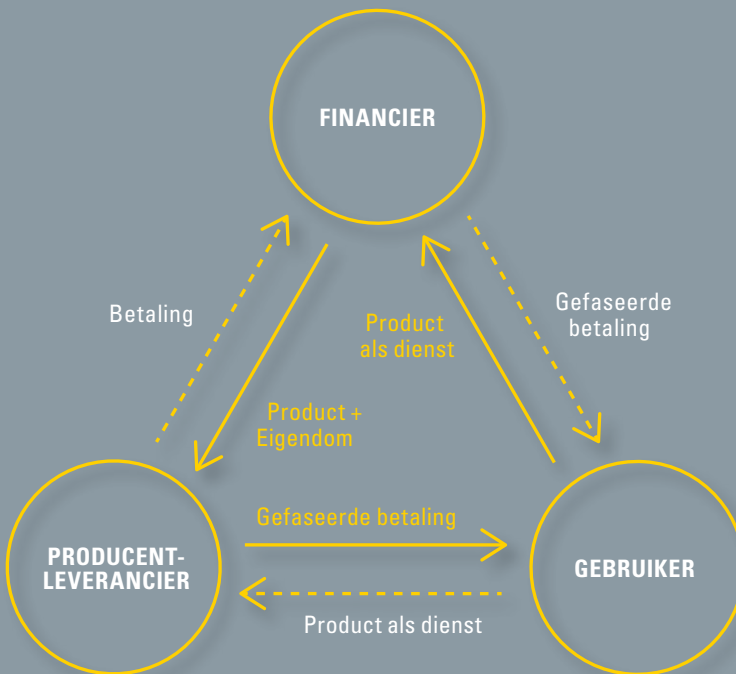 FINANCIER
Betaling
Product
als dienst
Gefaseerde
betaling
Product +
Eigendom
Gefaseerde betaling
PRODUCENT-
LEVERANCIER
GEBRUIKER
Product als dienst